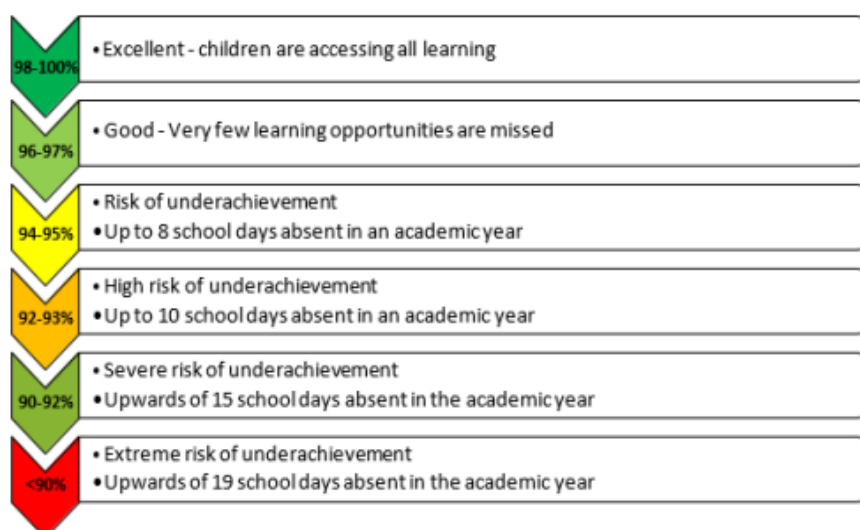 98-100%
• Excellent - children are accessing all learning
96-97%
• Good - Very few learning opportunities are missed
94-95%
• Risk of underachievement
• Up to 8 school days absent in an academic year
92-93%
• High risk of underachievement
• Up to 10 school days absent in an academic year
90-92%
• Severe risk of underachievement
• Upwards of 15 school days absent in the academic year
<90%
• Extreme risk of underachievement
• Upwards of 19 school days absent in the academic year